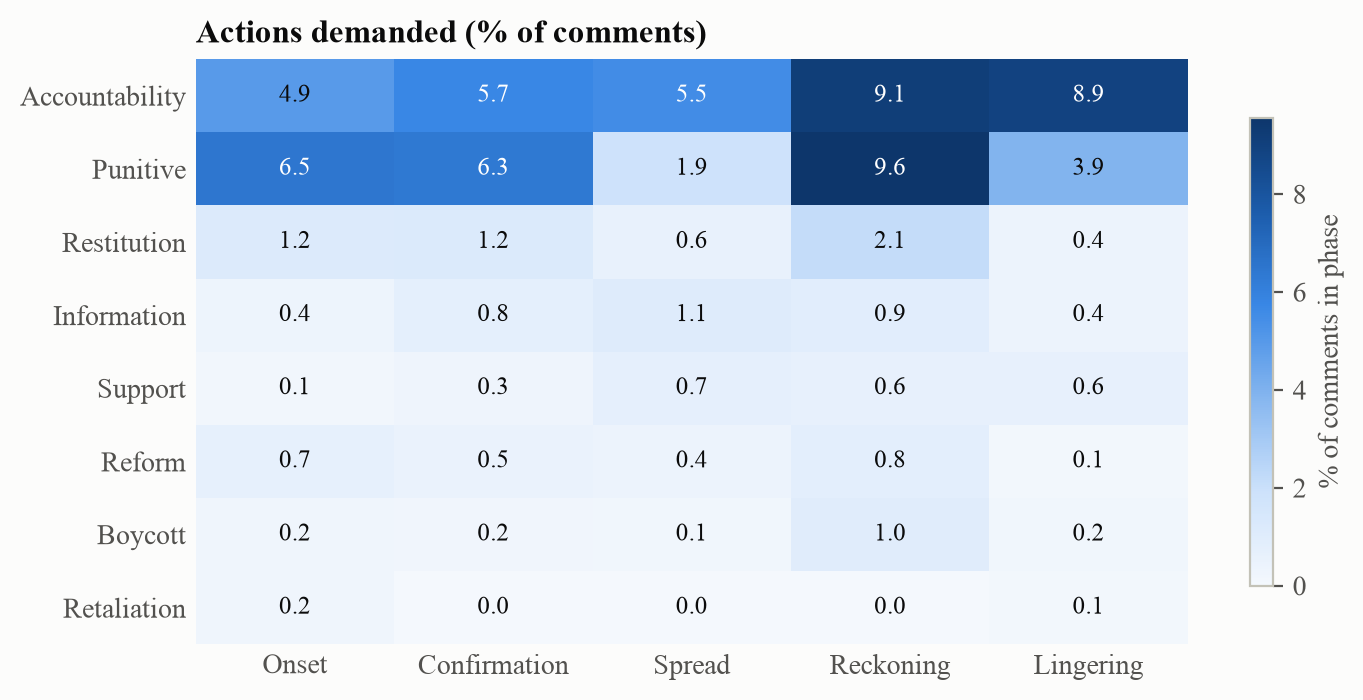 Actions demanded (% of comments)
Accountability 4.9 5.7 5.5 9.1 8.9
Punitive 6.5 6.3 1.9 9.6 3.9
Restitution 1.2 1.2 0.6 2.1 0.4
Information 0.4 0.8 1.1 0.9 0.4
Support 0.1 0.3 0.7 0.6 0.6
Reform 0.7 0.5 0.4 0.8 0.1
Boycott 0.2 0.2 0.1 1.0 0.2
Retaliation 0.2 0.0 0.0 0.0 0.1
Onset Confirmation Spread Reckoning Lingering
8
6
4
2
0
% of comments in phase